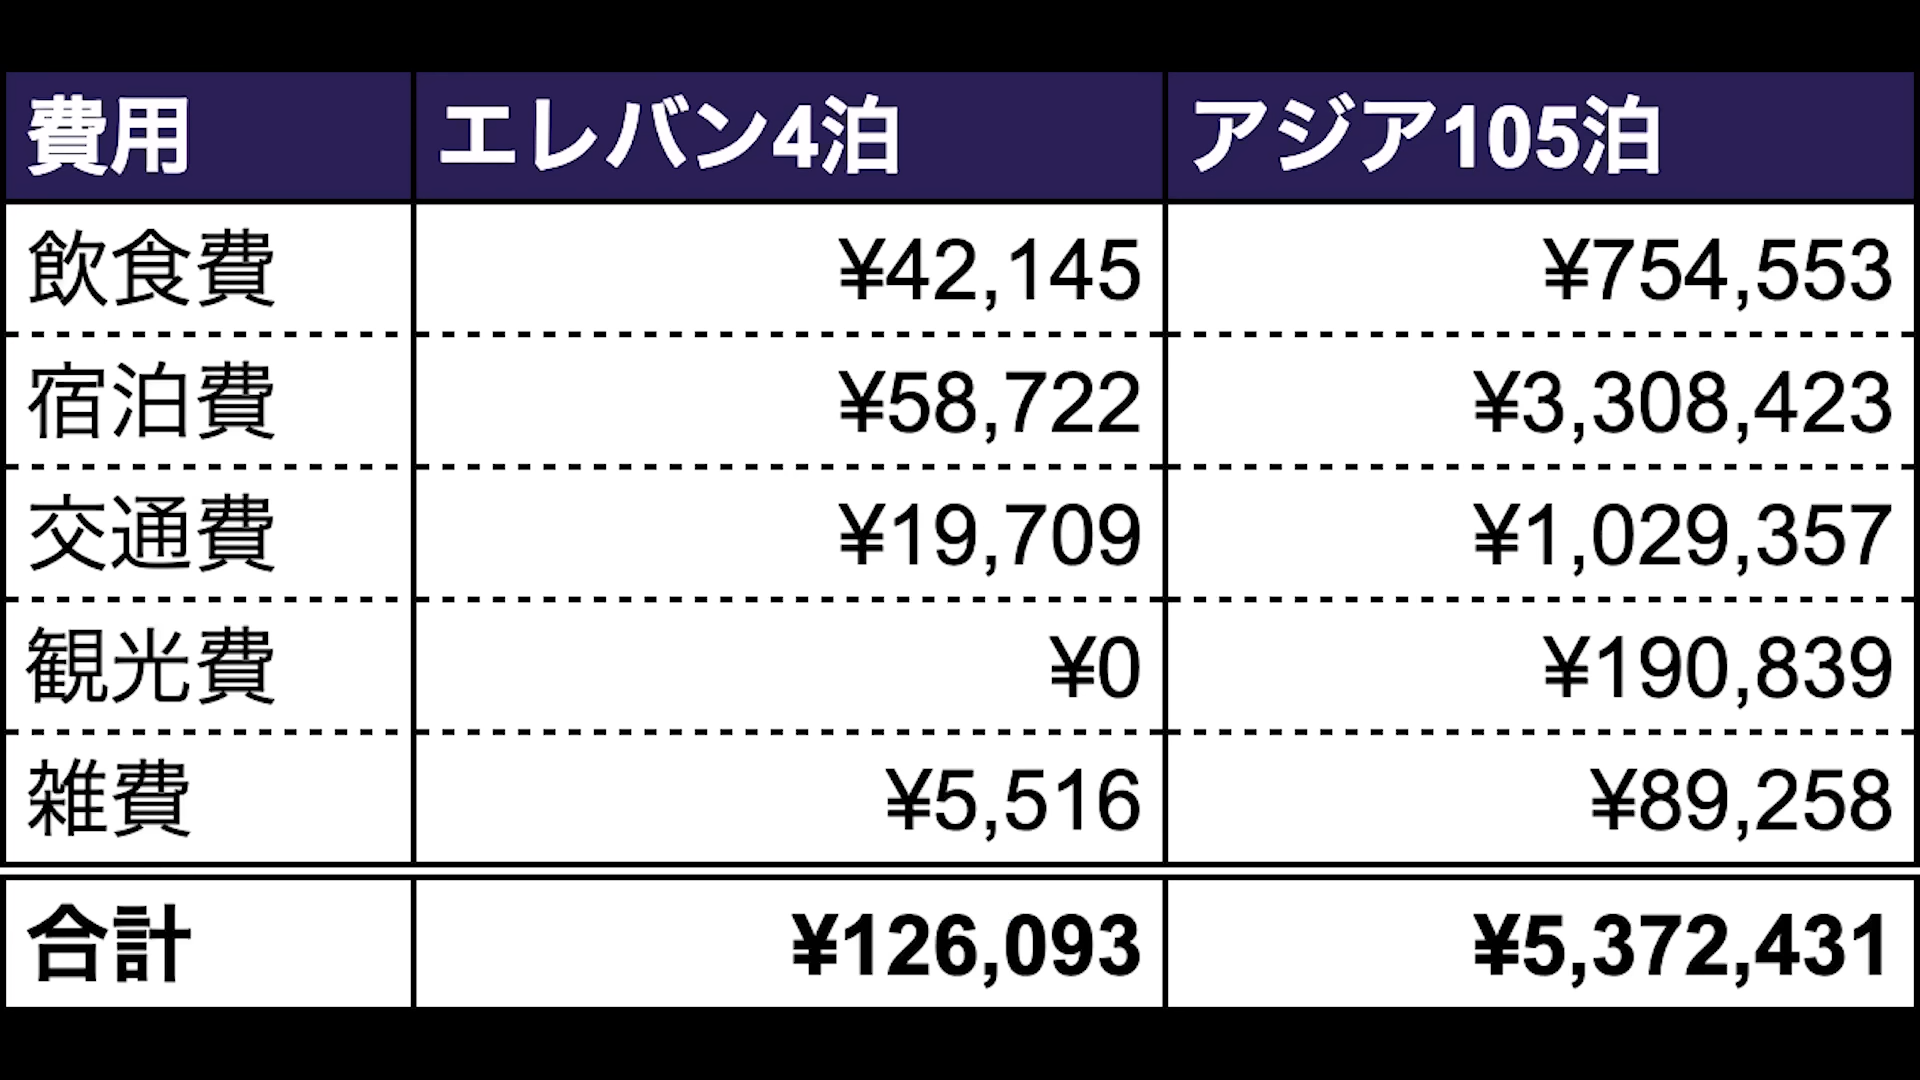 費用 エレバン4泊 アジア105泊
飲食費 ¥42,145 ¥754,553
宿泊費 ¥58,722 ¥3,308,423
交通費 ¥19,709 ¥1,029,357
観光費 ¥0 ¥190,839
雑費 ¥5,516 ¥89,258
合計 ¥126,093 ¥5,372,431